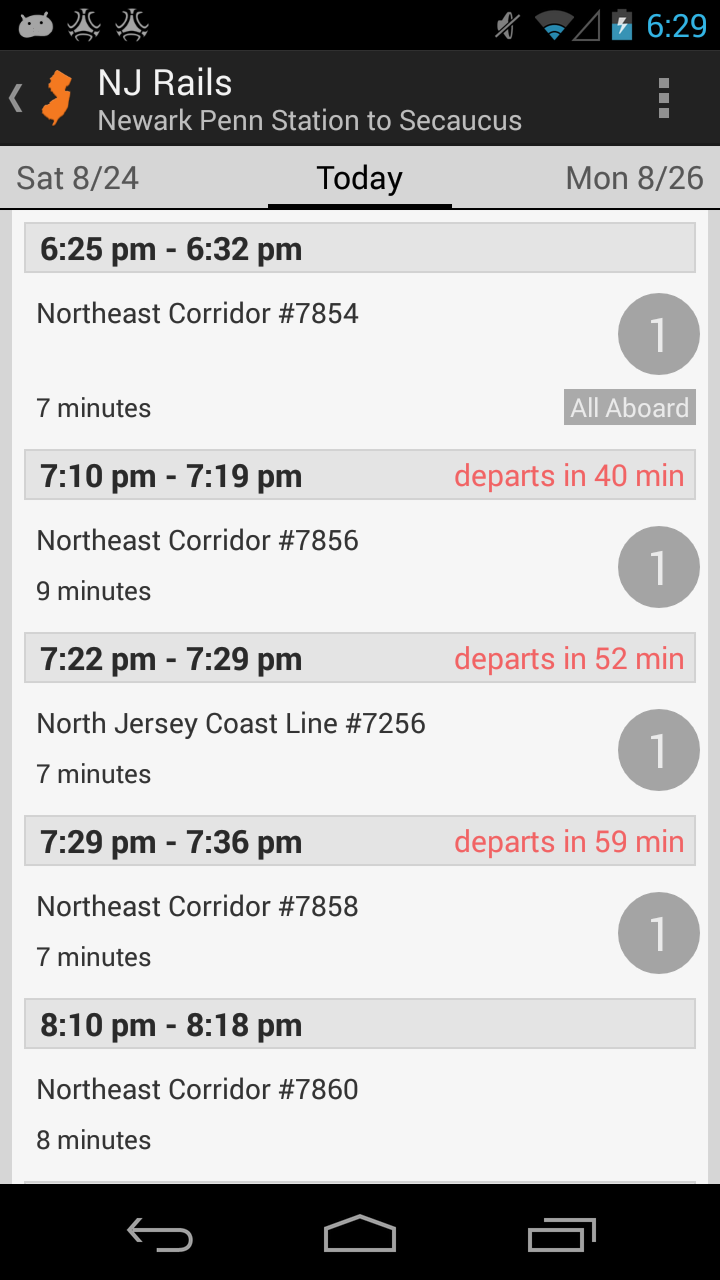 6:29
NJ Rails
Newark Penn Station to Secaucus
Sat 8/24 Today Mon 8/26
6:25 pm - 6:32 pm
Northeast Corridor #7854
1
7 minutes All Aboard
7:10 pm - 7:19 pm departs in 40 min
Northeast Corridor #7856
1
9 minutes
7:22 pm - 7:29 pm departs in 52 min
North Jersey Coast Line #7256
1
7 minutes
7:29 pm - 7:36 pm departs in 59 min
Northeast Corridor #7858
1
7 minutes
8:10 pm - 8:18 pm
Northeast Corridor #7860
8 minutes